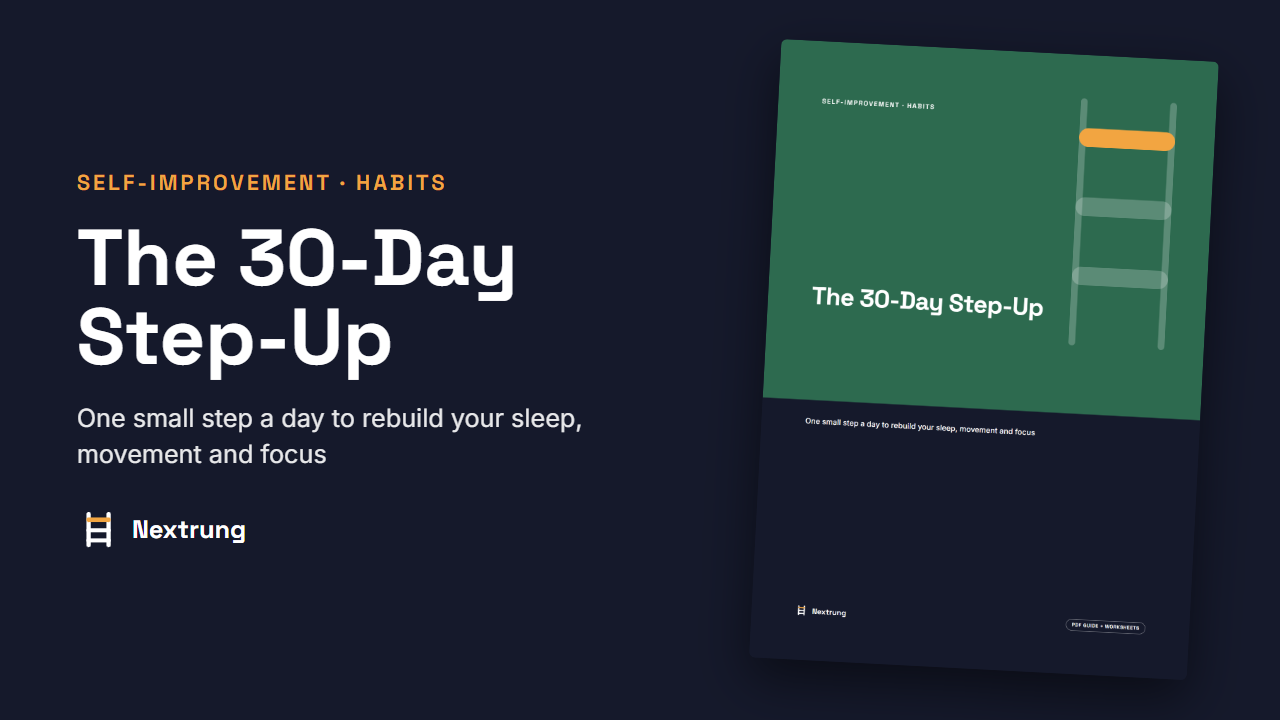 SELF-IMPROVEMENT · HABITS
The 30-Day
Step-Up
One small step a day to rebuild your sleep,
movement and focus
Nextrung
SELF-IMPROVEMENT · HABITS
The 30-Day Step-Up
One small step a day to rebuild your sleep, movement and focus
Nextrung
PDF GUIDE + WORKSHEETS